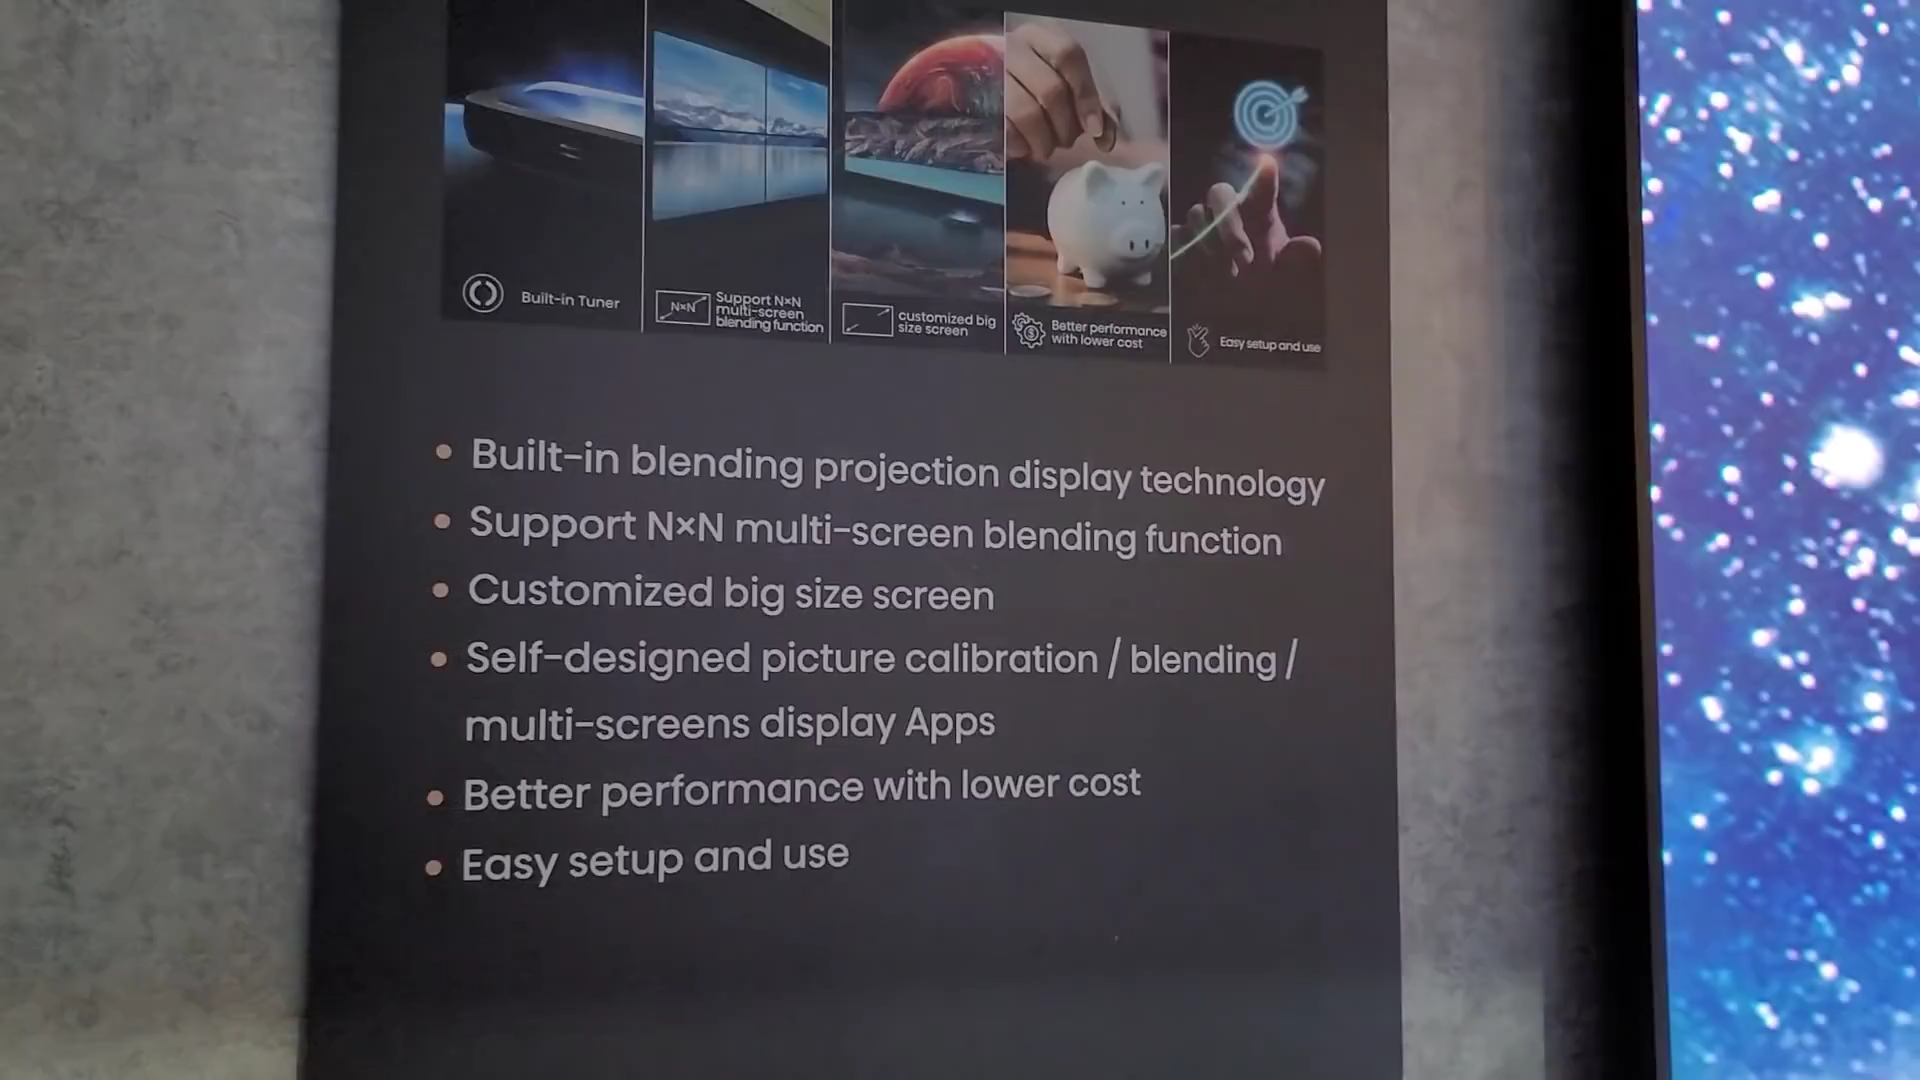 Built-in Tuner
N×N
Support N×N
multi-screen
blending function
customized big
size screen
Better performance
with lower cost
Easy setup and use
• Built-in blending projection display technology
• Support N×N multi-screen blending function
• Customized big size screen
• Self-designed picture calibration / blending /
multi-screens display Apps
• Better performance with lower cost
• Easy setup and use